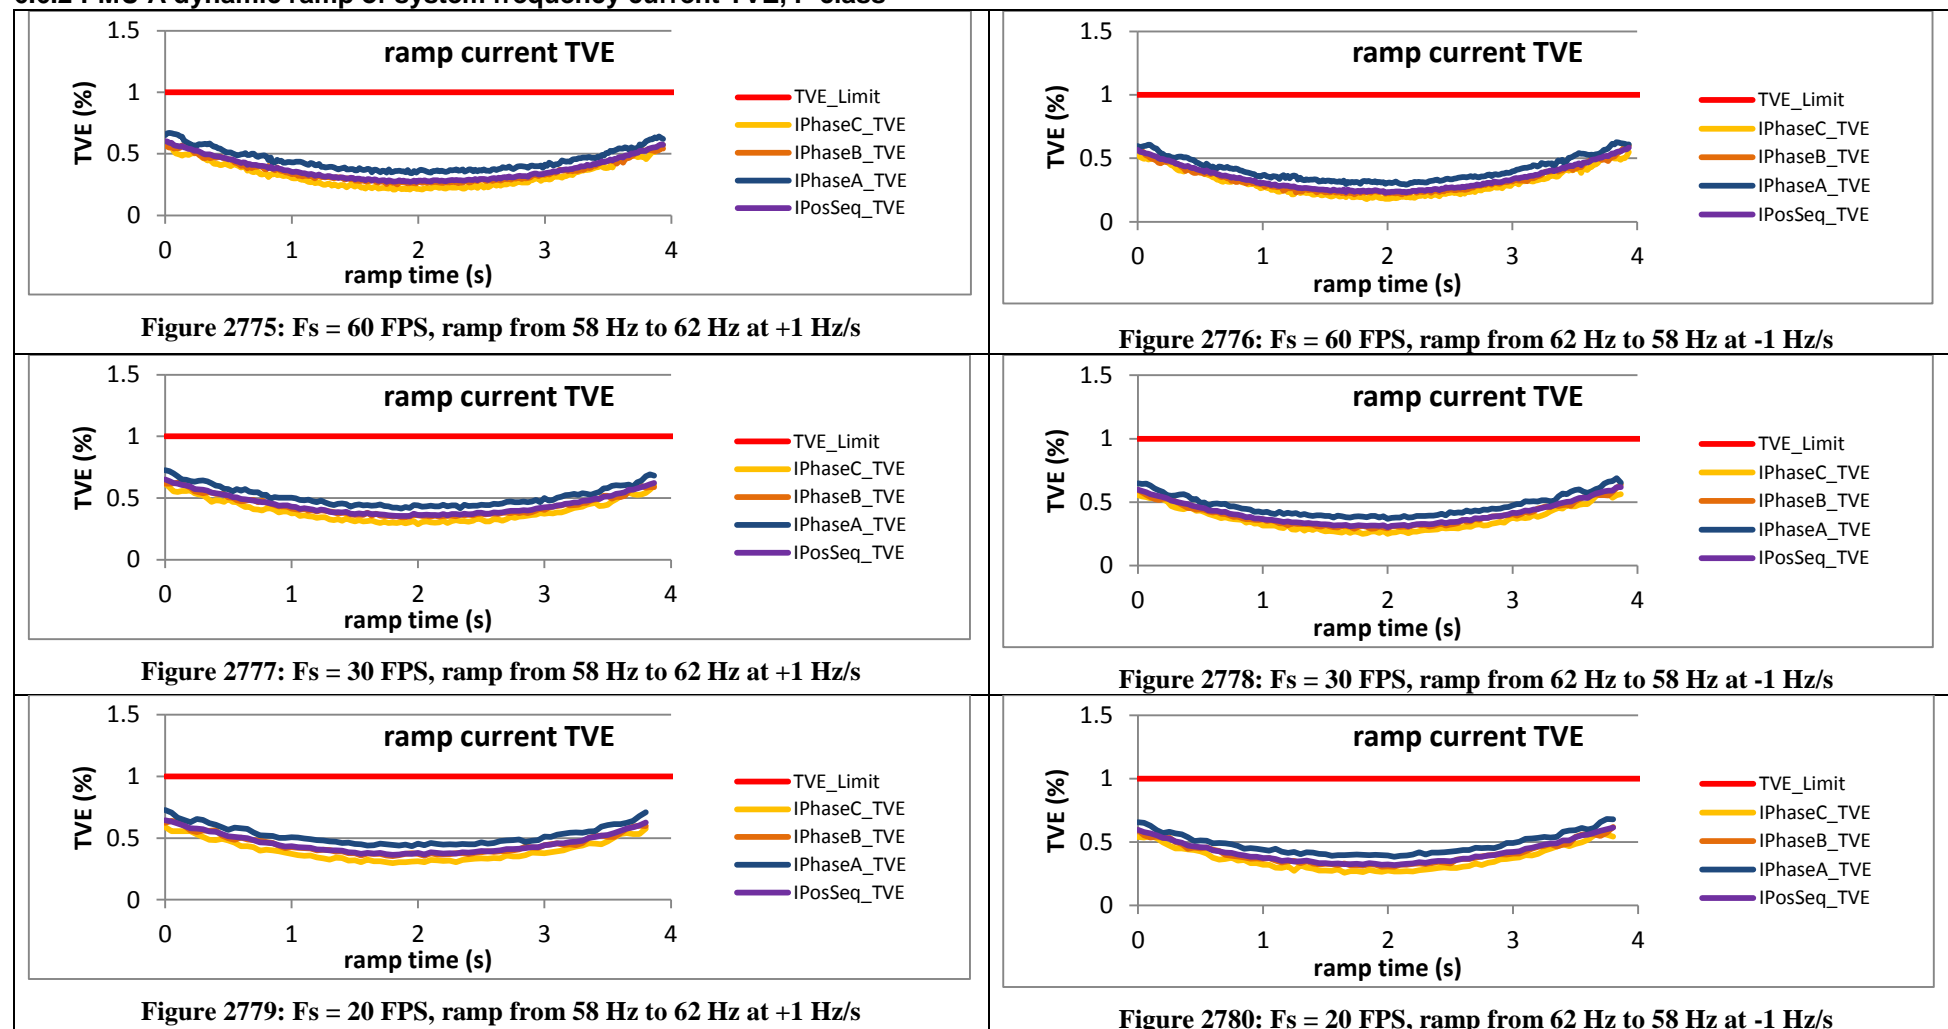 ramp current TVE
1.5
1
0.5
0
TVE (%)
0 1 2 3 4
ramp time (s)
TVE_Limit
IPhaseC_TVE
IPhaseB_TVE
IPhaseA_TVE
IPosSeq_TVE
Figure 2775: Fs = 60 FPS, ramp from 58 Hz to 62 Hz at +1 Hz/s
ramp current TVE
1.5
1
0.5
0
TVE (%)
0 1 2 3 4
ramp time (s)
TVE_Limit
IPhaseC_TVE
IPhaseB_TVE
IPhaseA_TVE
IPosSeq_TVE
Figure 2776: Fs = 60 FPS, ramp from 62 Hz to 58 Hz at -1 Hz/s
ramp current TVE
1.5
1
0.5
0
TVE (%)
0 1 2 3 4
ramp time (s)
TVE_Limit
IPhaseC_TVE
IPhaseB_TVE
IPhaseA_TVE
IPosSeq_TVE
Figure 2777: Fs = 30 FPS, ramp from 58 Hz to 62 Hz at +1 Hz/s
ramp current TVE
1.5
1
0.5
0
TVE (%)
0 1 2 3 4
ramp time (s)
TVE_Limit
IPhaseC_TVE
IPhaseB_TVE
IPhaseA_TVE
IPosSeq_TVE
Figure 2778: Fs = 30 FPS, ramp from 62 Hz to 58 Hz at -1 Hz/s
ramp current TVE
1.5
1
0.5
0
TVE (%)
0 1 2 3 4
ramp time (s)
TVE_Limit
IPhaseC_TVE
IPhaseB_TVE
IPhaseA_TVE
IPosSeq_TVE
Figure 2779: Fs = 20 FPS, ramp from 58 Hz to 62 Hz at +1 Hz/s
ramp current TVE
1.5
1
0.5
0
TVE (%)
0 1 2 3 4
ramp time (s)
TVE_Limit
IPhaseC_TVE
IPhaseB_TVE
IPhaseA_TVE
IPosSeq_TVE
Figure 2780: Fs = 20 FPS, ramp from 62 Hz to 58 Hz at -1 Hz/s